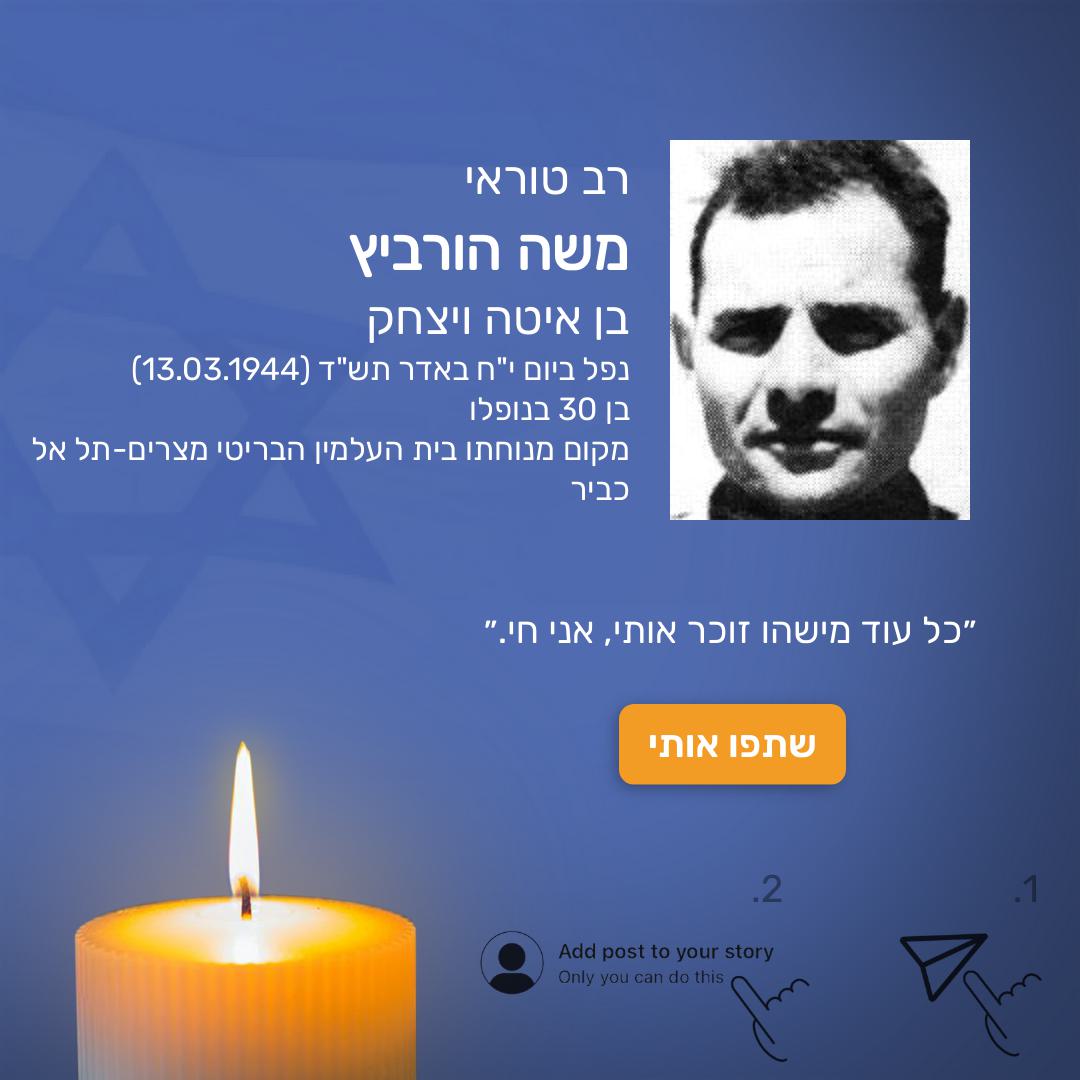 רב טוראי
משה הורביץ
בן איטה ויצחק
נפל ביום י"ח באדר תש"ד (13.03.1944)
בן 30 בנופלו
מקום מנוחתו בית העלמין הבריטי מצרים-תל אל
כביר
״כל עוד מישהו זוכר אותי, אני חי.״
שתפו אותי
1.
2.
Add post to your story
Only you can do this